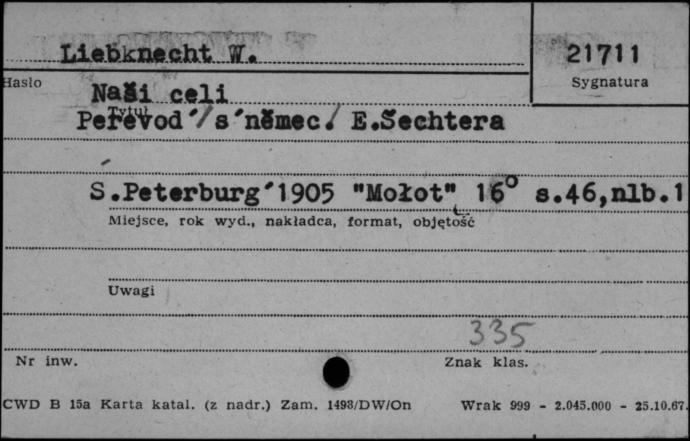 Liebknecht W.
21711
Hasło
Sygnatura
Naši celi
Tytuł
Perevod´/s´němec./ E.Šechtera
S.Peterburg´1905 "Mołot" 16° s.46,nlb.1
Miejsce, rok wyd., nakładca, format, objętość
Uwagi
335
Nr inw.
Znak klas.
CWD B 15a Karta katal. (z nadr.) Zam. 1498/DW/On
Wrak 999 - 2.045.000 - 25.10.67.